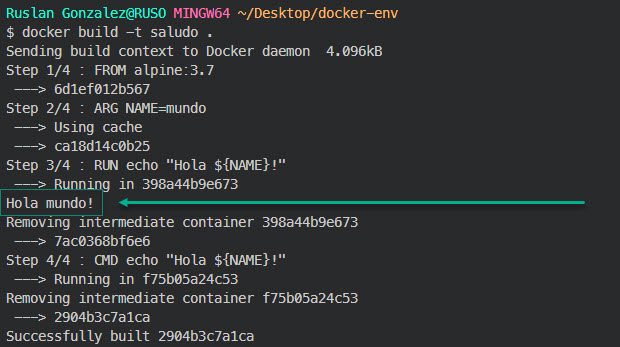 Ruslan Gonzalez@RUSO MINGW64 ~/Desktop/docker-env
$ docker build -t saludo .
Sending build context to Docker daemon  4.096kB
Step 1/4 : FROM alpine:3.7
 ---> 6d1ef012b567
Step 2/4 : ARG NAME=mundo
 ---> Using cache
 ---> ca18d14c0b25
Step 3/4 : RUN echo "Hola ${NAME}!"
 ---> Running in 398a44b9e673
Hola mundo!
Removing intermediate container 398a44b9e673
 ---> 7ac0368bf6e6
Step 4/4 : CMD echo "Hola ${NAME}!"
 ---> Running in f75b05a24c53
Removing intermediate container f75b05a24c53
 ---> 2904b3c7a1ca
Successfully built 2904b3c7a1ca